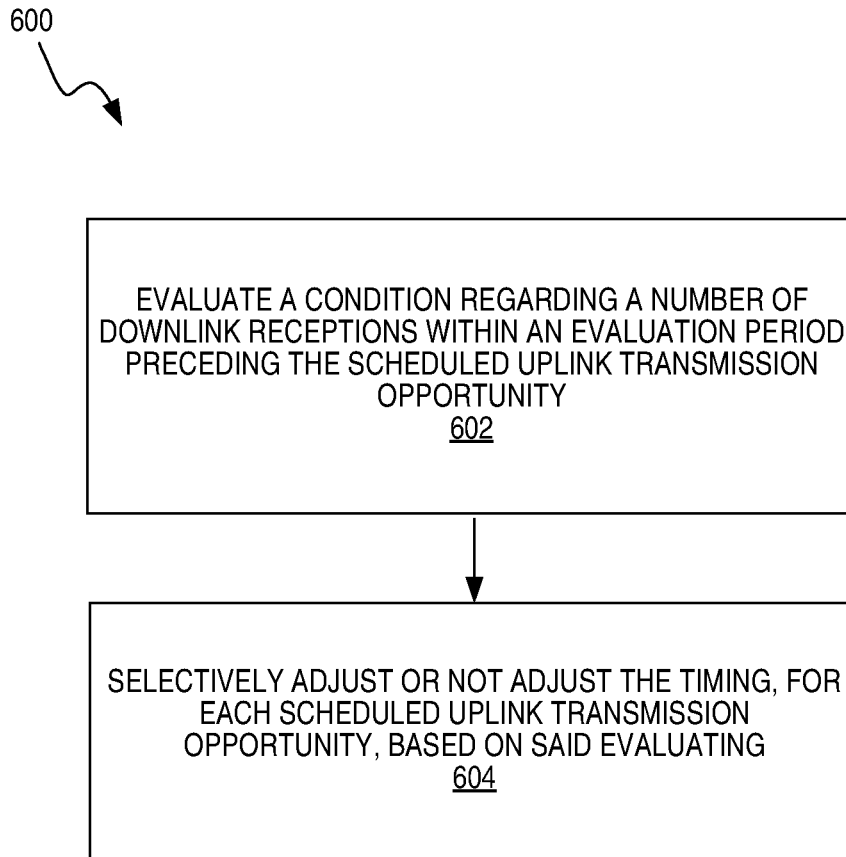 600
EVALUATE A CONDITION REGARDING A NUMBER OF
DOWNLINK RECEPTIONS WITHIN AN EVALUATION PERIOD
PRECEDING THE SCHEDULED UPLINK TRANSMISSION
OPPORTUNITY
602
SELECTIVELY ADJUST OR NOT ADJUST THE TIMING, FOR
EACH SCHEDULED UPLINK TRANSMISSION
OPPORTUNITY, BASED ON SAID EVALUATING
604